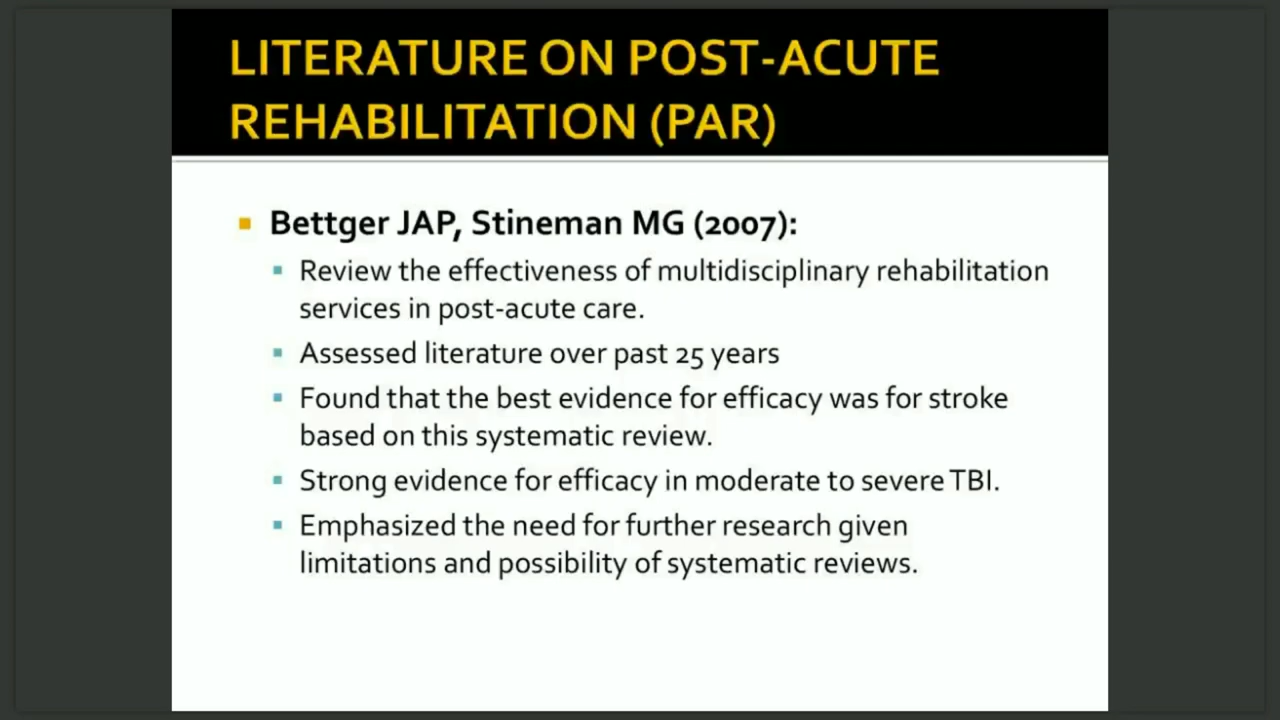 LITERATURE ON POST-ACUTE
REHABILITATION (PAR)
Bettger JAP, Stineman MG (2007):
Review the effectiveness of multidisciplinary rehabilitation
services in post-acute care.
Assessed literature over past 25 years
Found that the best evidence for efficacy was for stroke
based on this systematic review.
Strong evidence for efficacy in moderate to severe TBI.
Emphasized the need for further research given
limitations and possibility of systematic reviews.